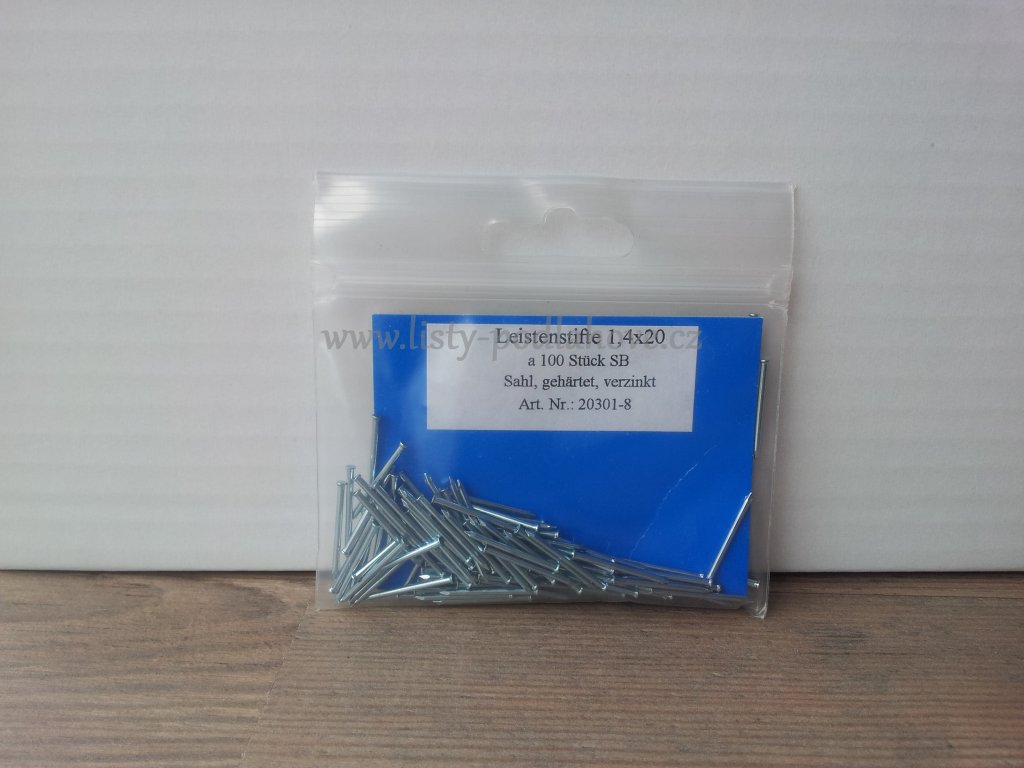 www.listy-podlahove.cz
Leistenstifte 1,4x20
a 100 Stück SB
Sahl, gehärtet, verzinkt
Art. Nr.: 20301-8